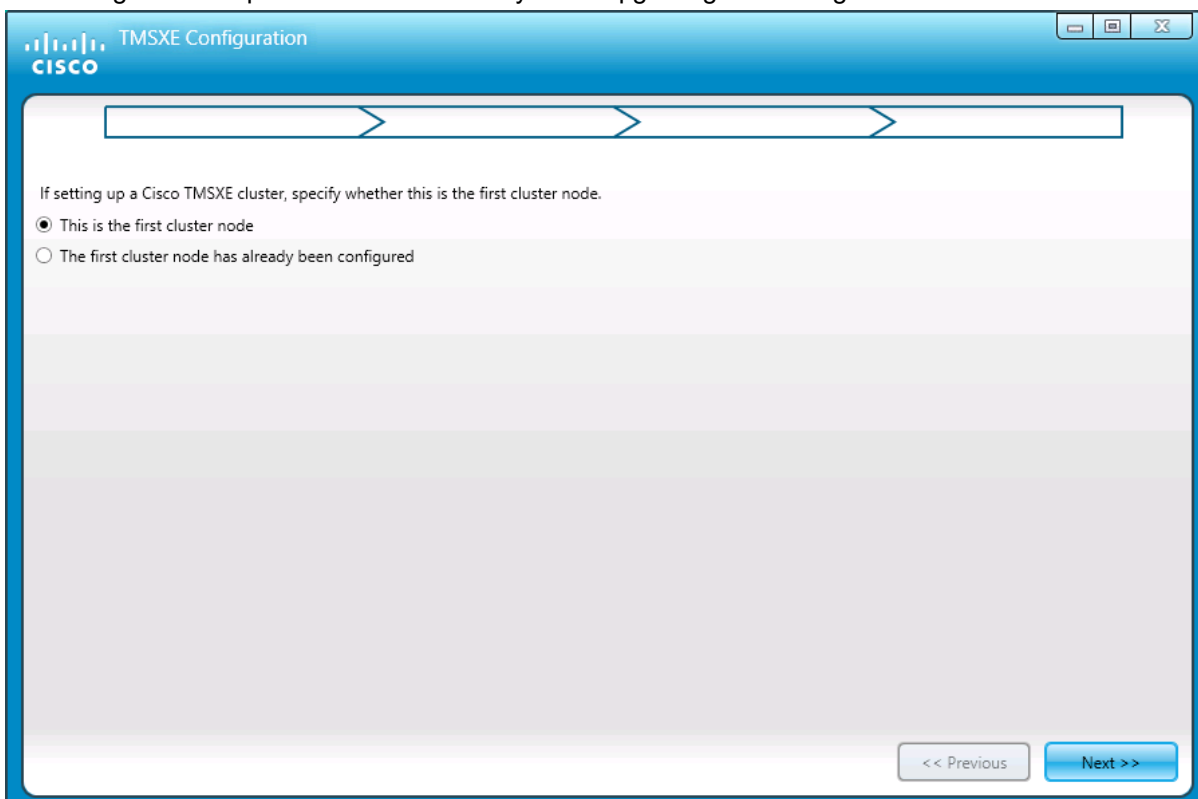 TMSXE Configuration
CISCO
If setting up a Cisco TMSXE cluster, specify whether this is the first cluster node.
This is the first cluster node
The first cluster node has already been configured
<< Previous
Next >>